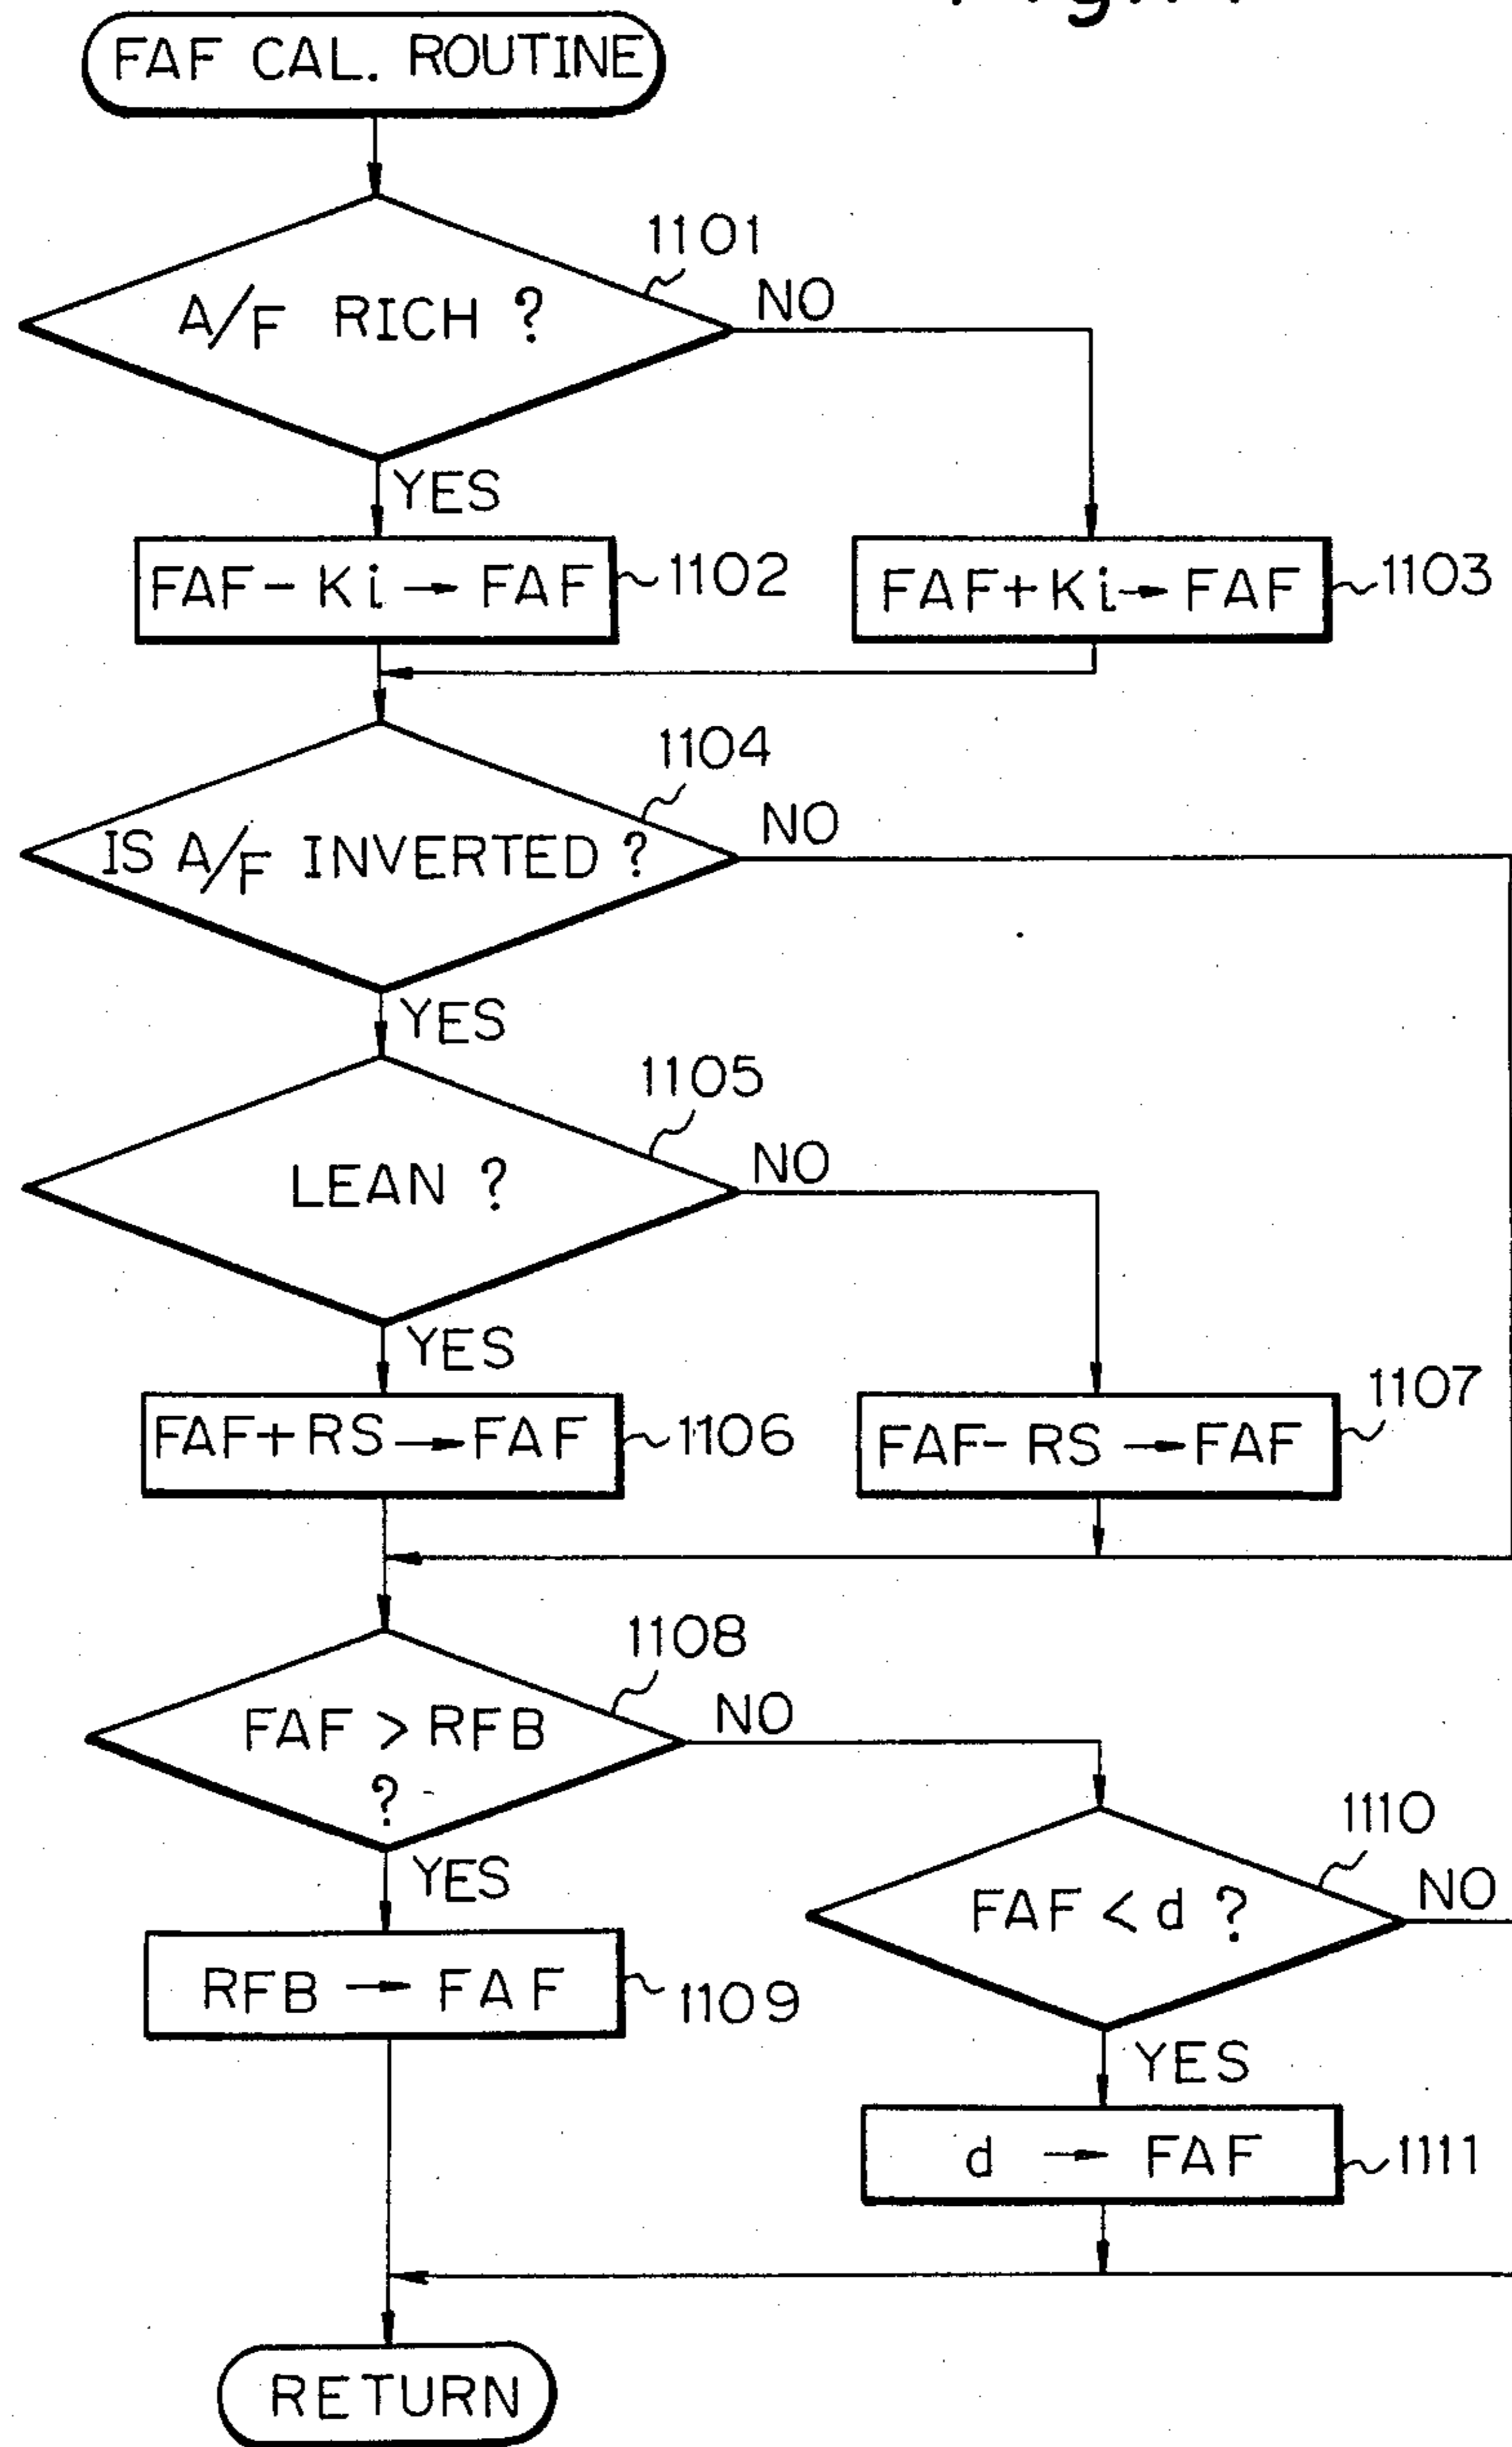 FAF CAL. ROUTINE
1101
A/F RICH ?
NO
YES
FAF - Ki → FAF
1102
FAF + Ki → FAF
1103
1104
IS A/F INVERTED ?
NO
YES
1105
LEAN ?
NO
YES
FAF + RS → FAF
1106
FAF - RS → FAF
1107
1108
FAF > RFB
?
NO
YES
1110
FAF < d ?
NO
RFB → FAF
1109
YES
d → FAF
1111
RETURN